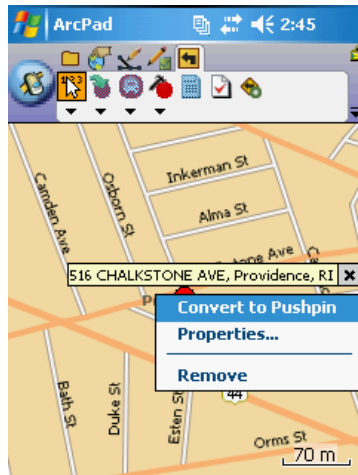 ArcPad 2:45
123
Inkerman St
Camden Ave
Osborn St
Alma St
516 CHALKSTONE AVE, Providence, RI
Convert to Pushpin
Properties...
Remove
44
Bath St
Duke St
Esten St
Orms St
70 m